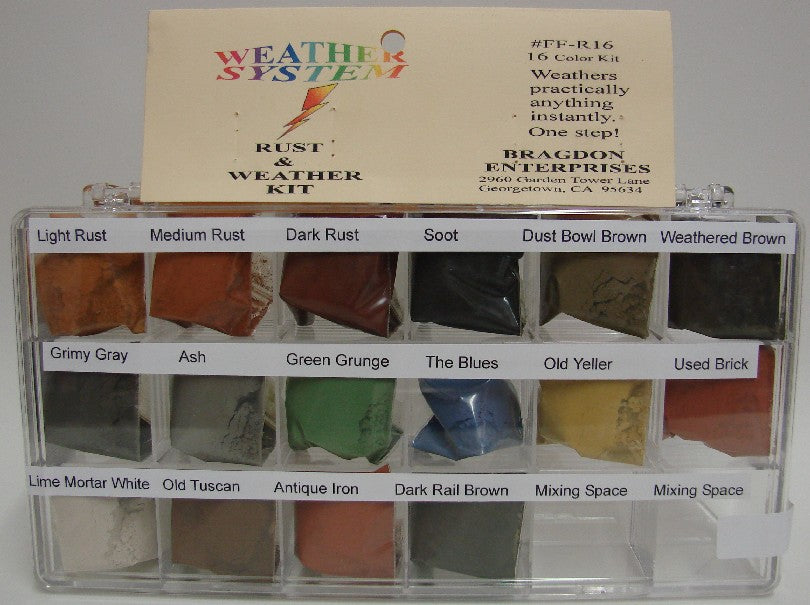 WEATHER
SYSTEM
RUST
&
WEATHER
KIT
#FF-R16
16 Color Kit
Weathers
practically
anything
instantly.
One step!
BRAGDON
ENTERPRISES
2960 Garden Tower Lane
Georgetown, CA 95634
Light Rust Medium Rust Dark Rust Soot Dust Bowl Brown Weathered Brown
Grimy Gray Ash Green Grunge The Blues Old Yeller Used Brick
Lime Mortar White Old Tuscan Antique Iron Dark Rail Brown Mixing Space Mixing Space